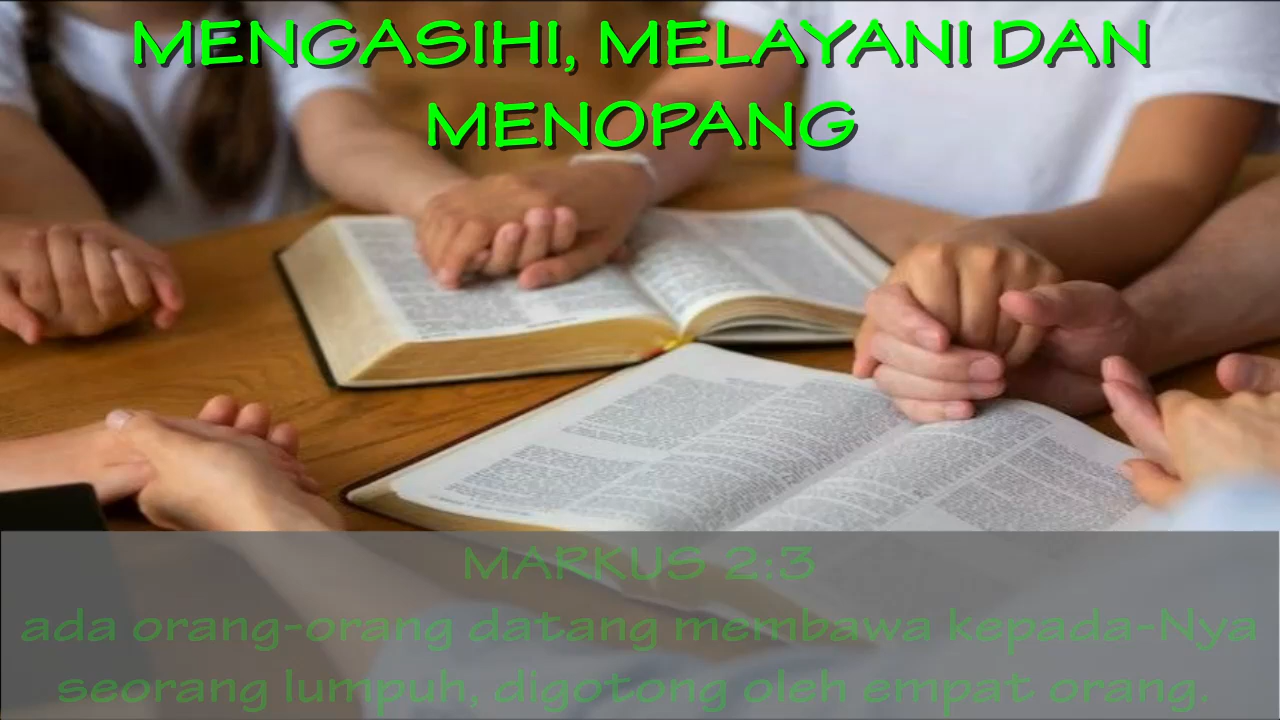 MENGASIHI, MELAYANI DAN
MENOPANG
MARKUS 2:3
ada orang-orang datang membawa kepada-Nya
seorang lumpuh, digotong oleh empat orang.